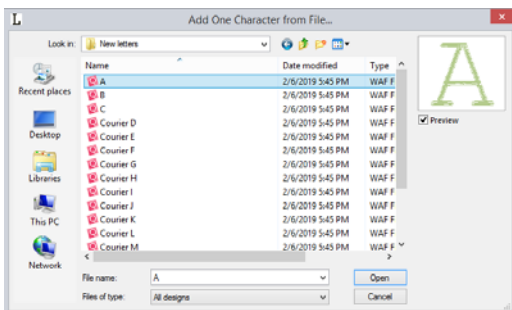 L Add One Character from File...
Look in: New letters
Name Date modified Type
A 2/6/2019 5:45 PM WAF F
B 2/6/2019 5:45 PM WAF F
C 2/6/2019 5:45 PM WAF F
Courier D 2/6/2019 5:45 PM WAF F
Courier E 2/6/2019 5:45 PM WAF F
Courier F 2/6/2019 5:45 PM WAF F
Courier G 2/6/2019 5:45 PM WAF F
Courier H 2/6/2019 5:45 PM WAF F
Courier I 2/6/2019 5:45 PM WAF F
Courier J 2/6/2019 5:45 PM WAF F
Courier K 2/6/2019 5:45 PM WAF F
Courier L 2/6/2019 5:45 PM WAF F
Courier M 2/6/2019 5:45 PM WAF F
Recent places
Desktop
Libraries
This PC
Network
A
Preview
File name: A Open
Files of type: All designs Cancel